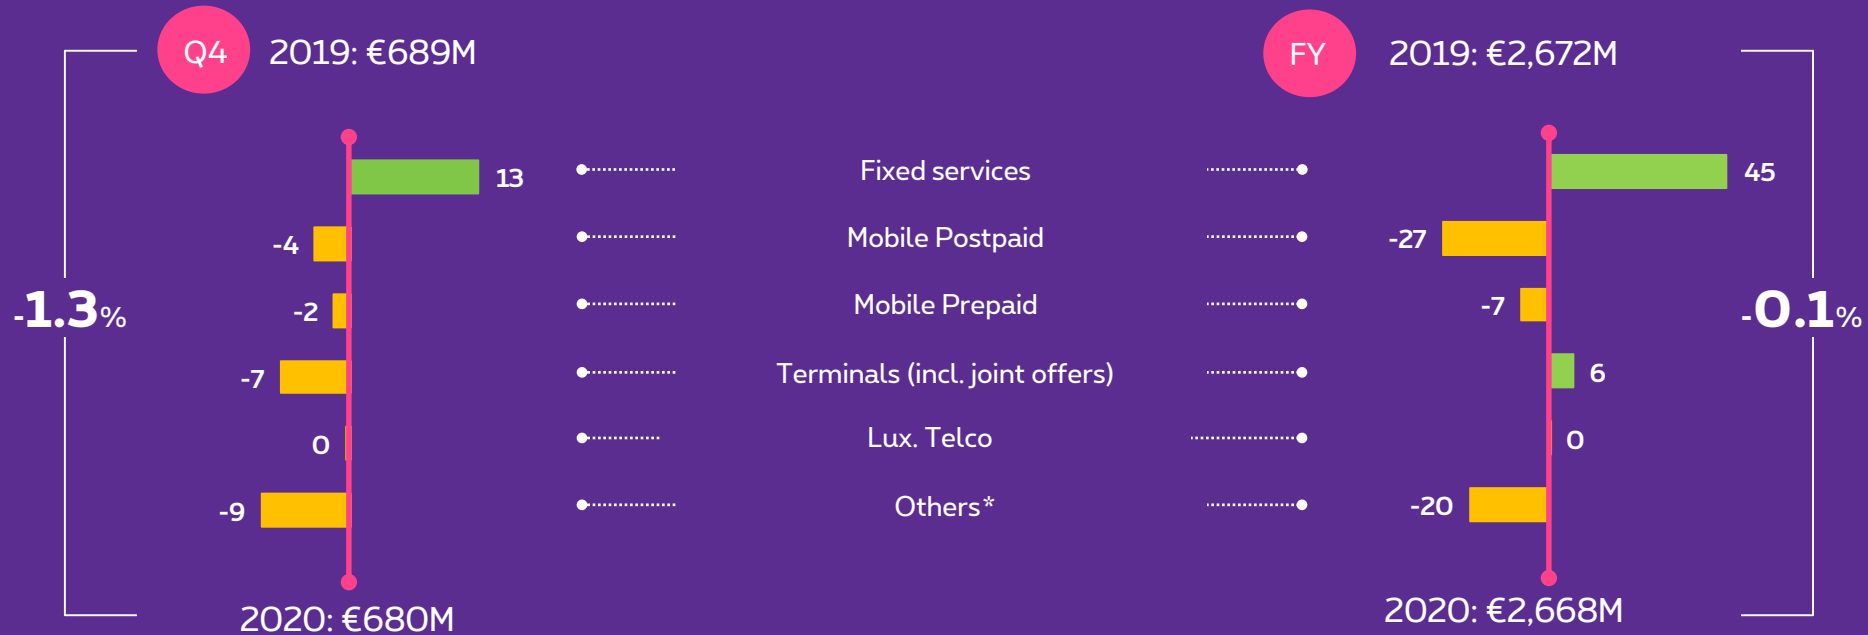 Q4 2019: €689M
FY 2019: €2,672M
13 Fixed services 45
-4 Mobile Postpaid -27
-1.3% -2 Mobile Prepaid -7 -0.1%
-7 Terminals (incl. joint offers) 6
0 Lux. Telco 0
-9 Others* -20
2020: €680M
2020: €2,668M